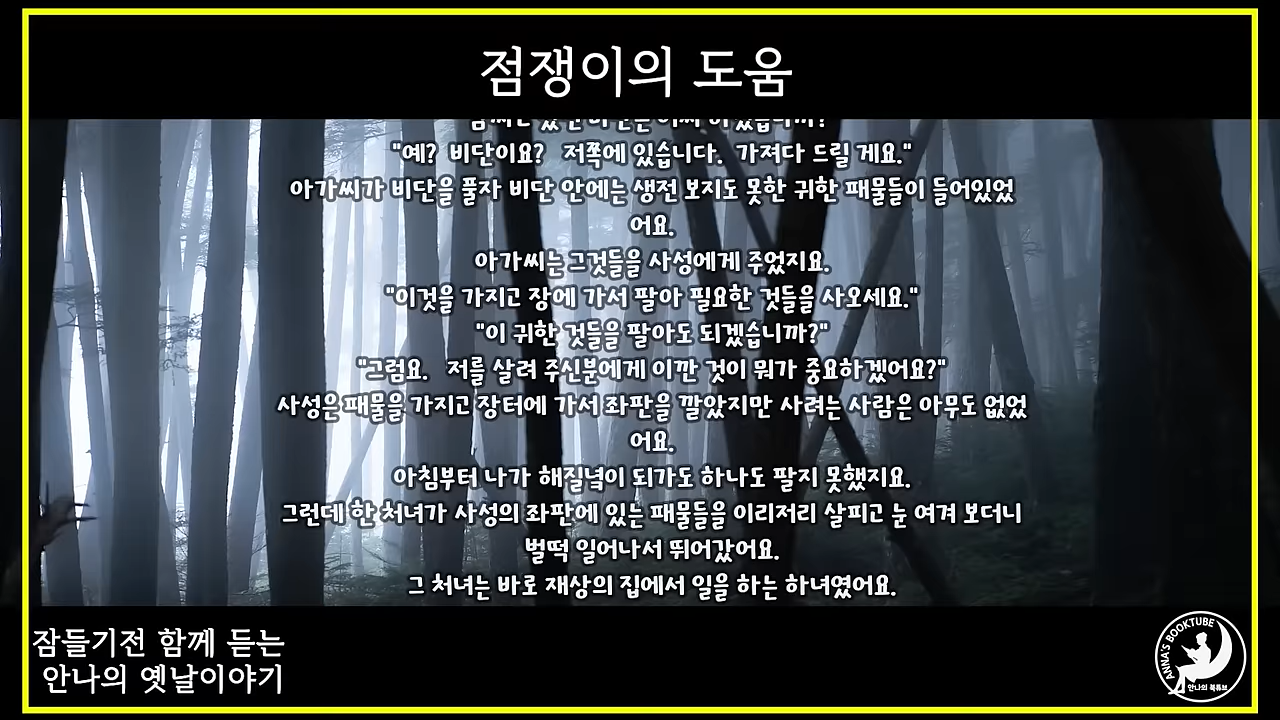 점쟁이의 도움
"예? 비단이요? 저쪽에 있습니다. 가져다 드릴 게요."
아가씨가 비단을 풀자 비단 안에는 생전 보지도 못한 귀한 패물들이 들어있었
어요.
아가씨는 그것들을 사성에게 주었지요.
"이것을 가지고 장에 가서 팔아 필요한 것들을 사오세요."
"이 귀한 것들을 팔아도 되겠습니까?"
"그럼요. 저를 살려 주신분에게 이깐 것이 뭐가 중요하겠어요?"
사성은 패물을 가지고 장터에 가서 좌판을 깔았지만 사려는 사람은 아무도 없었
어요.
아침부터 나가 해질녘이 되가도 하나도 팔지 못했지요.
그런데 한 처녀가 사성의 좌판에 있는 패물들을 이리저리 살피고 눈 여겨 보더니
벌떡 일어나서 뛰어갔어요.
그 처녀는 바로 재상의 집에서 일을 하는 하녀였어요.
잠들기전 함께 듣는
안나의 옛날이야기
ANNA'S BOOKTUBE
안나의 북튜브